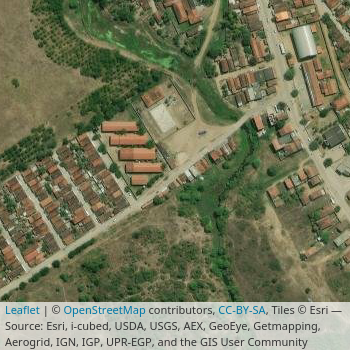 Leaflet | © OpenStreetMap contributors, CC-BY-SA, Tiles © Esri —
Source: Esri, i-cubed, USDA, USGS, AEX, GeoEye, Getmapping,
Aerogrid, IGN, IGP, UPR-EGP, and the GIS User Community